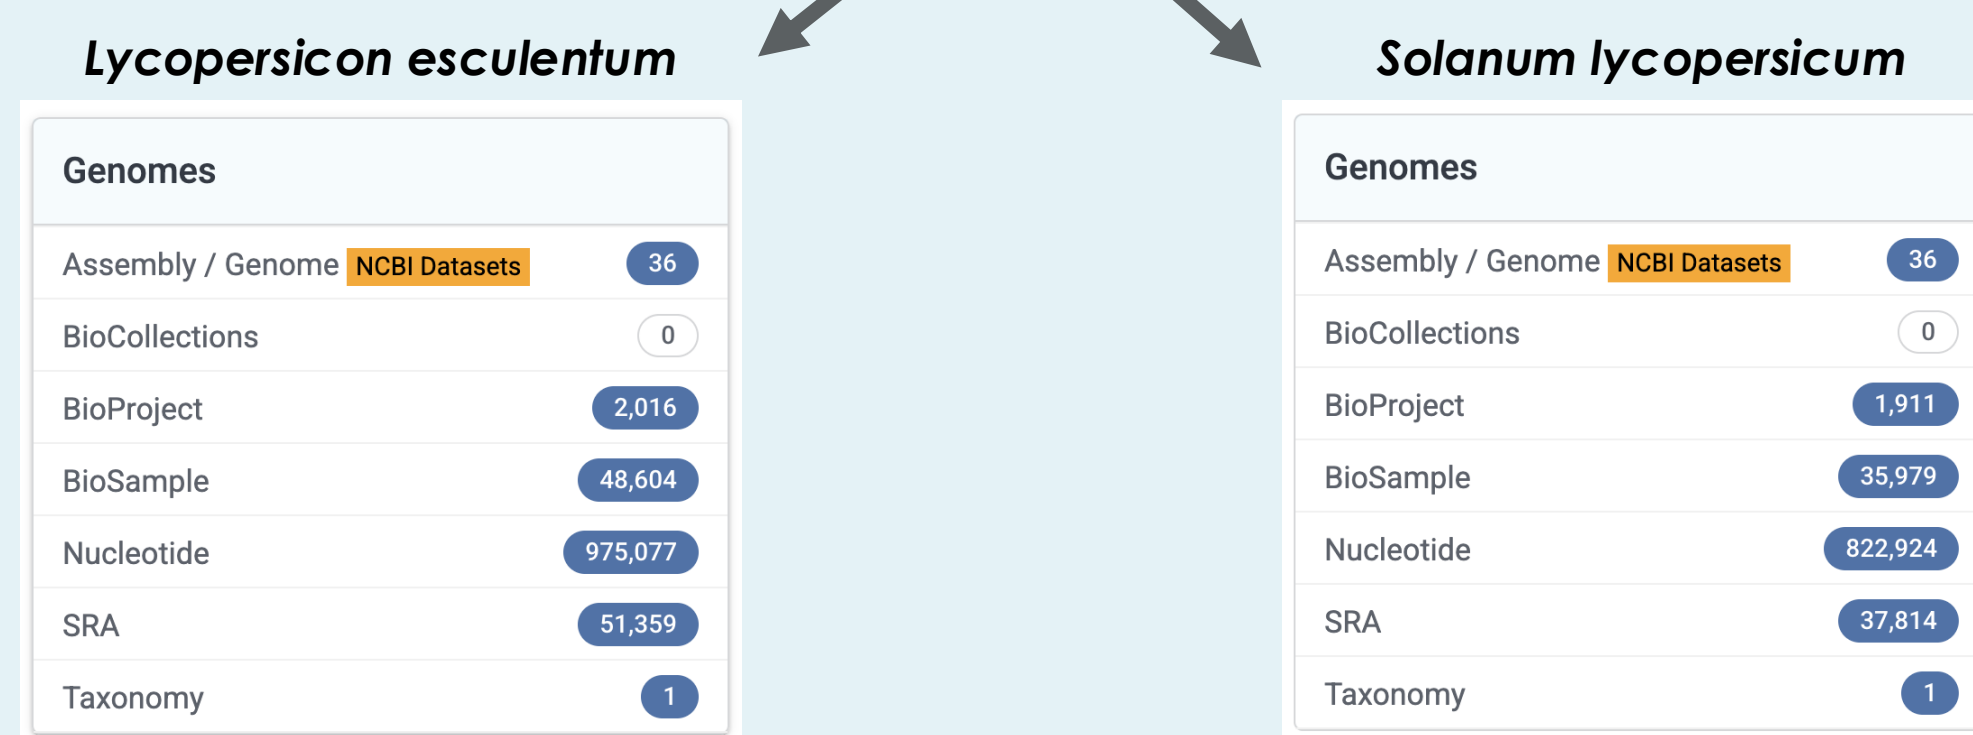 Lycopersicon esculentum
Genomes
Assembly / Genome NCBI Datasets 36
BioCollections 0
BioProject 2,016
BioSample 48,604
Nucleotide 975,077
SRA 51,359
Taxonomy 1
Solanum lycopersicum
Genomes
Assembly / Genome NCBI Datasets 36
BioCollections 0
BioProject 1,911
BioSample 35,979
Nucleotide 822,924
SRA 37,814
Taxonomy 1